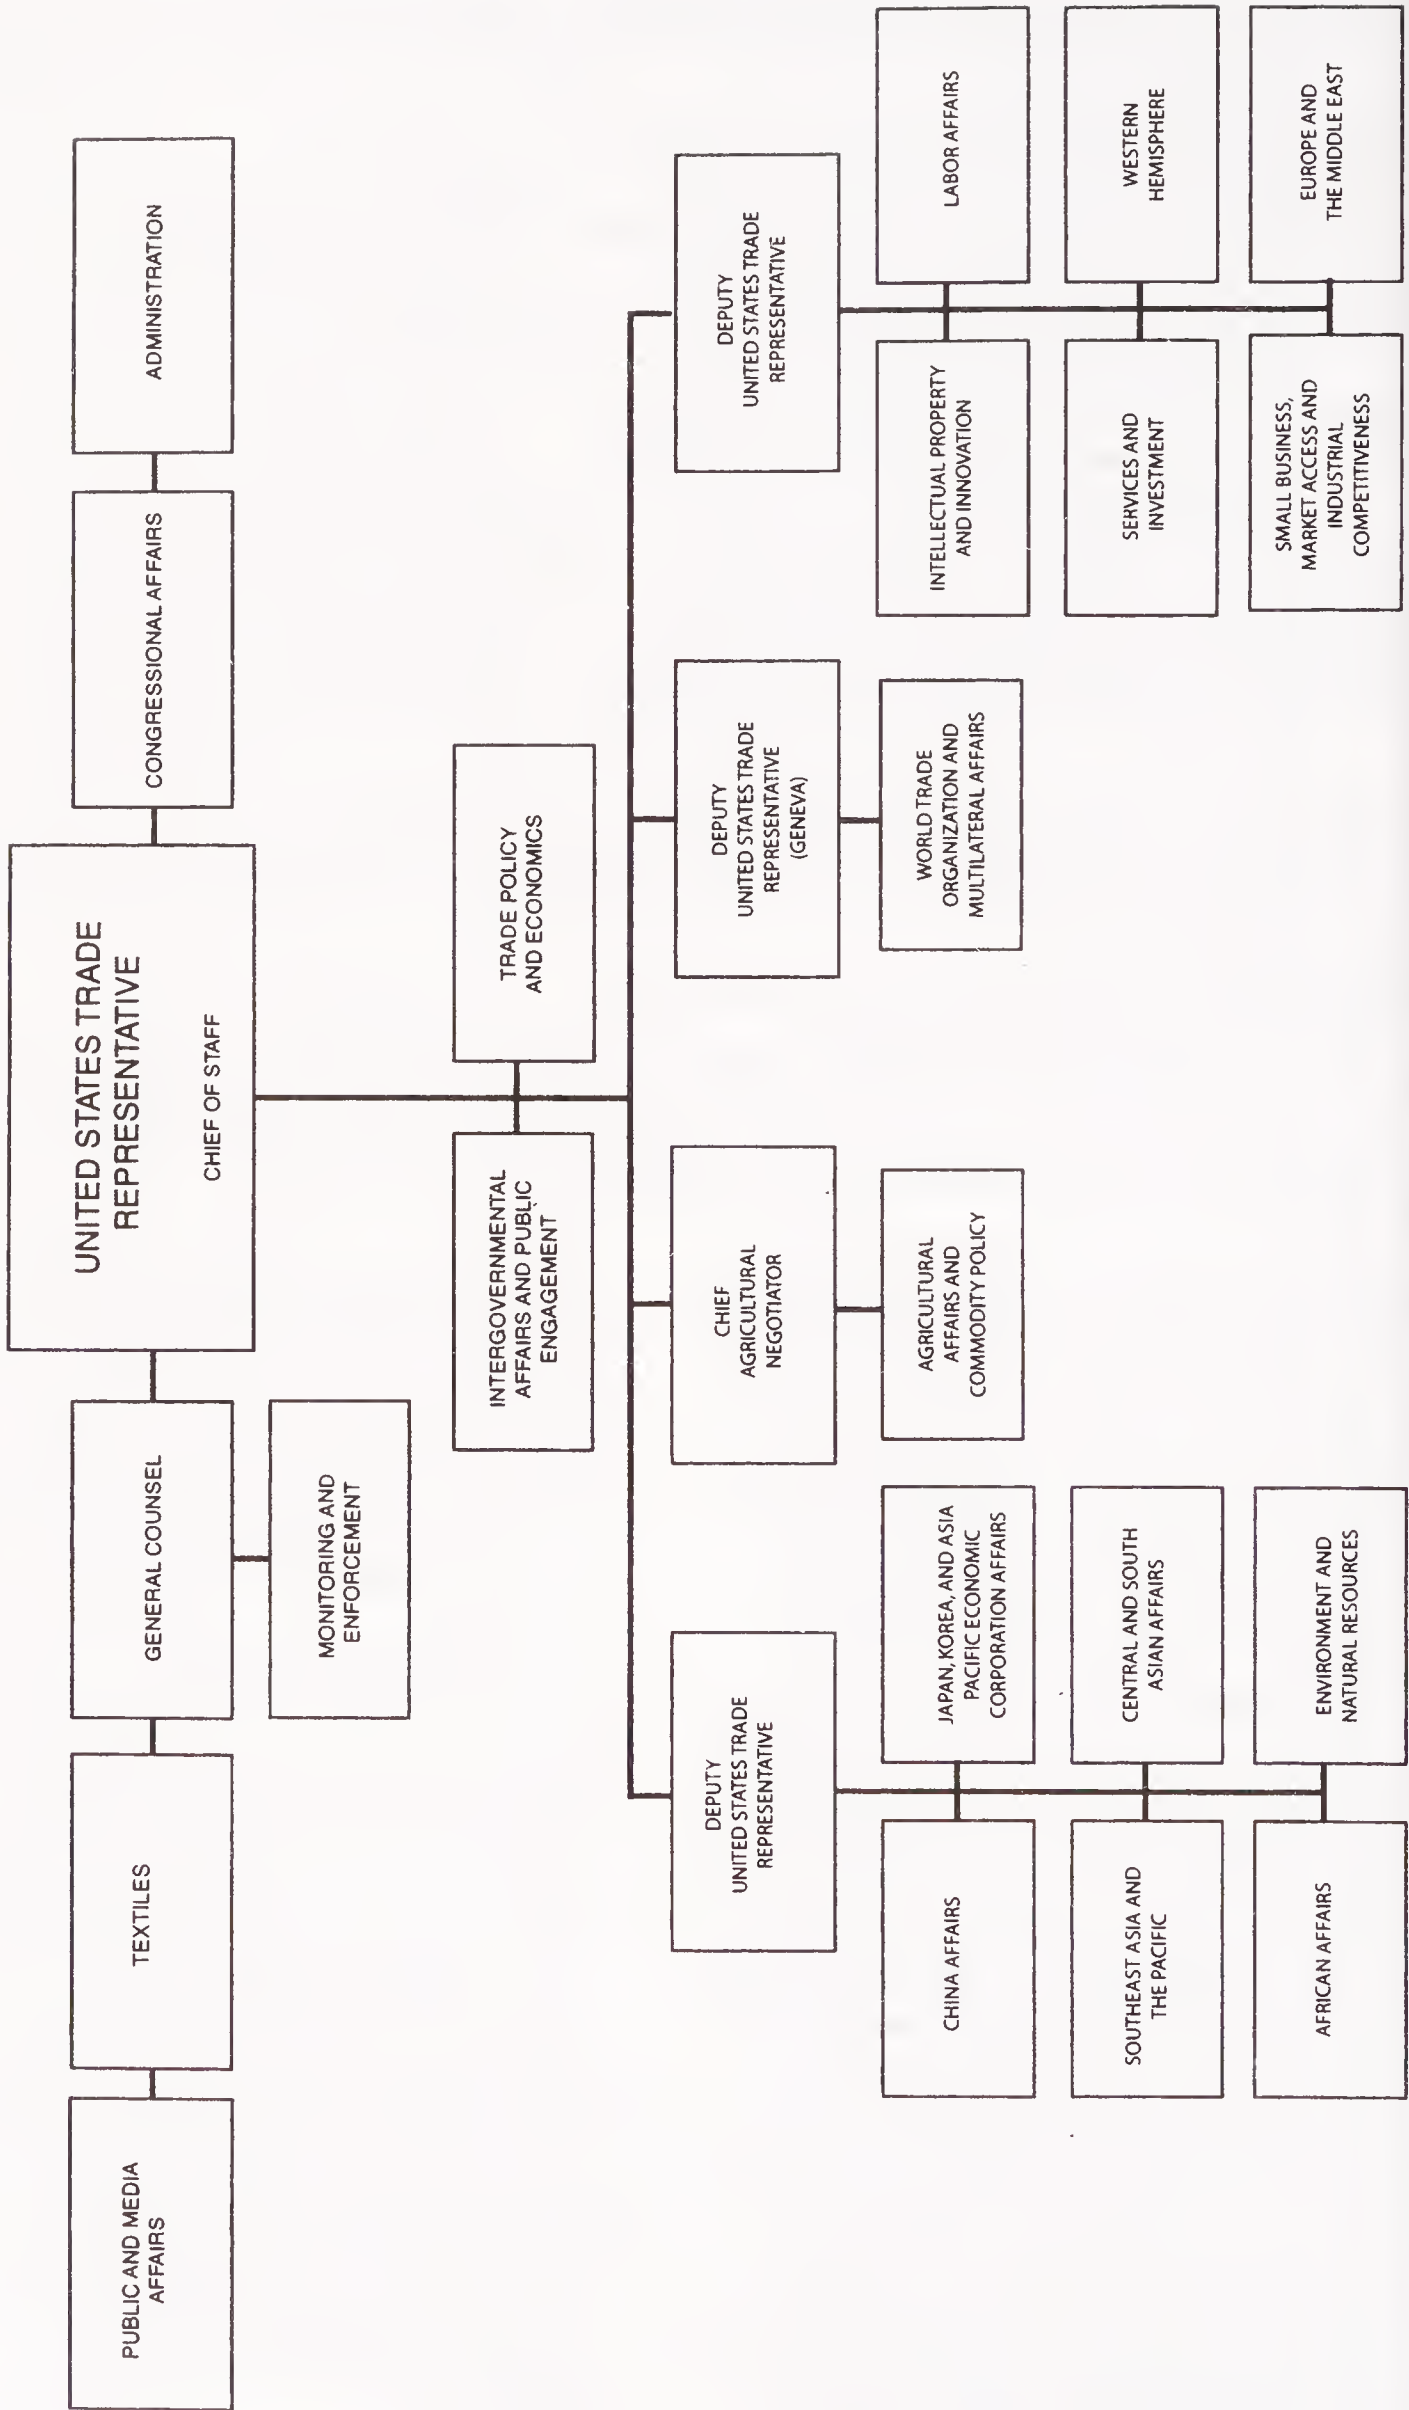 UNITED STATES TRADE
REPRESENTATIVE
CHIEF OF STAFF
PUBLIC AND MEDIA
AFFAIRS
TEXTILES
GENERAL COUNSEL
CONGRESSIONAL AFFAIRS
ADMINISTRATION
MONITORING AND
ENFORCEMENT
INTERGOVERNMENTAL
AFFAIRS AND PUBLIC
ENGAGEMENT
TRADE POLICY
AND ECONOMICS
DEPUTY
UNITED STATES TRADE
REPRESENTATIVE
CHIEF
AGRICULTURAL
NEGOTIATOR
DEPUTY
UNITED STATES TRADE
REPRESENTATIVE
(GENEVA)
DEPUTY
UNITED STATES TRADE
REPRESENTATIVE
CHINA AFFAIRS
JAPAN, KOREA, AND ASIA
PACIFIC ECONOMIC
CORPORATION AFFAIRS
AGRICULTURAL
AFFAIRS AND
COMMODITY POLICY
WORLD TRADE
ORGANIZATION AND
MULTILATERAL AFFAIRS
INTELLECTUAL PROPERTY
AND INNOVATION
LABOR AFFAIRS
SOUTHEAST ASIA AND
THE PACIFIC
CENTRAL AND SOUTH
ASIAN AFFAIRS
SERVICES AND
INVESTMENT
WESTERN
HEMISPHERE
AFRICAN AFFAIRS
ENVIRONMENT AND
NATURAL RESOURCES
SMALL BUSINESS,
MARKET ACCESS AND
INDUSTRIAL
COMPETITIVENESS
EUROPE AND
THE MIDDLE EAST